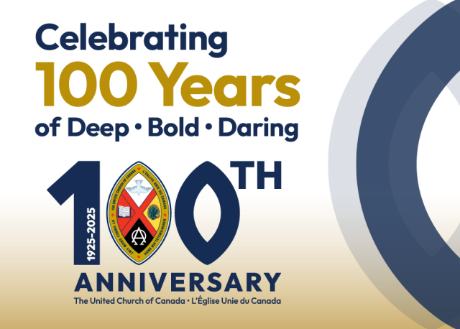 Celebrating
100 Years
of Deep • Bold • Daring
100TH
1925-2025
ANNIVERSARY
The United Church of Canada • L'Église Unie du Canada